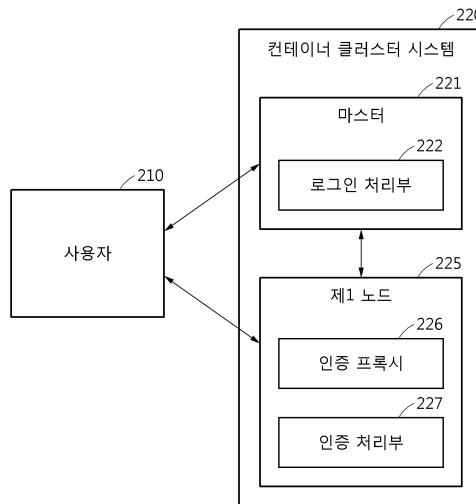 220
컨테이너 클러스터 시스템
221
마스터
222
로그인 처리부
210
사용자
225
제1 노드
226
인증 프록시
227
인증 처리부